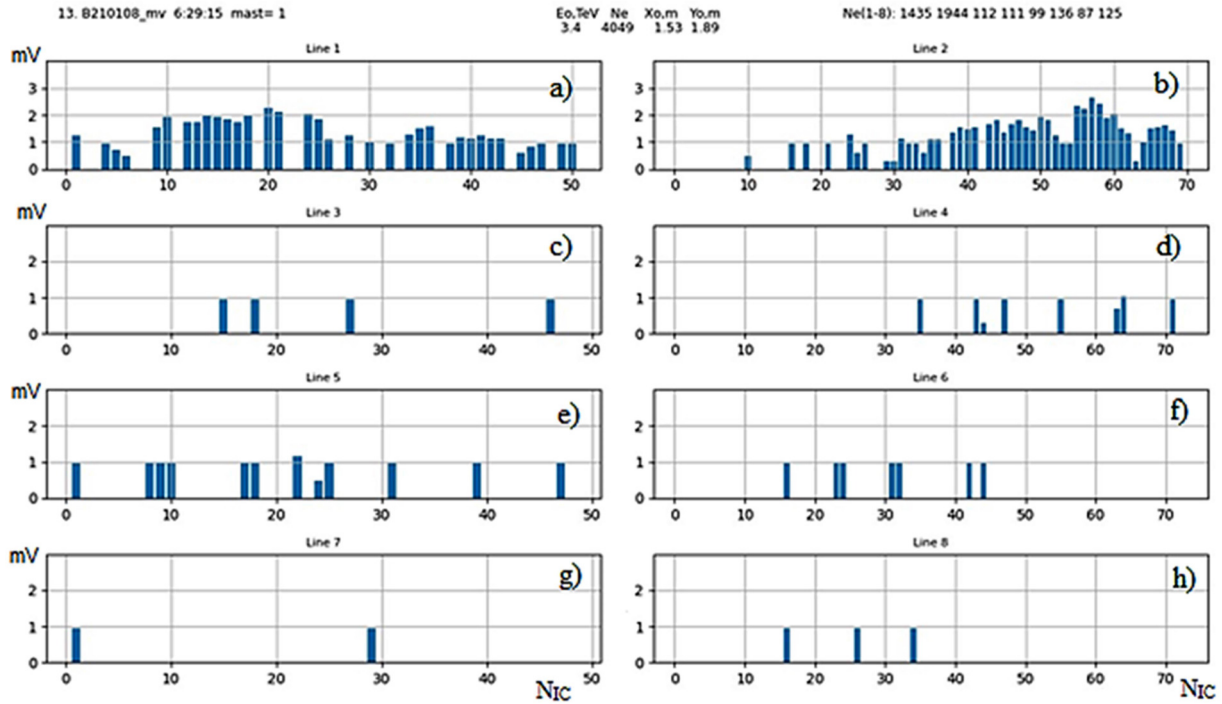 13. B210108_mv 6:29:15 mast= 1 Eo,TeV Ne Xo,m Yo,m Ne(1-8): 1435 1944 112 111 99 136 87 125
3.4 4049 1.53 1.89
Line 1 Line 2
mV
a) b)
3 3
2 2
1 1
0 0
0 10 20 30 40 50 0 10 20 30 40 50 60 70
Line 3 Line 4
mV
c) d)
2 2
1 1
0 0
0 10 20 30 40 50 0 10 20 30 40 50 60 70
Line 5 Line 6
mV
e) f)
2 2
1 1
0 0
0 10 20 30 40 50 0 10 20 30 40 50 60 70
Line 7 Line 8
mV
g) h)
2 2
1 1
0 0
0 10 20 30 40 50 0 10 20 30 40 50 60 70
NIC NIC